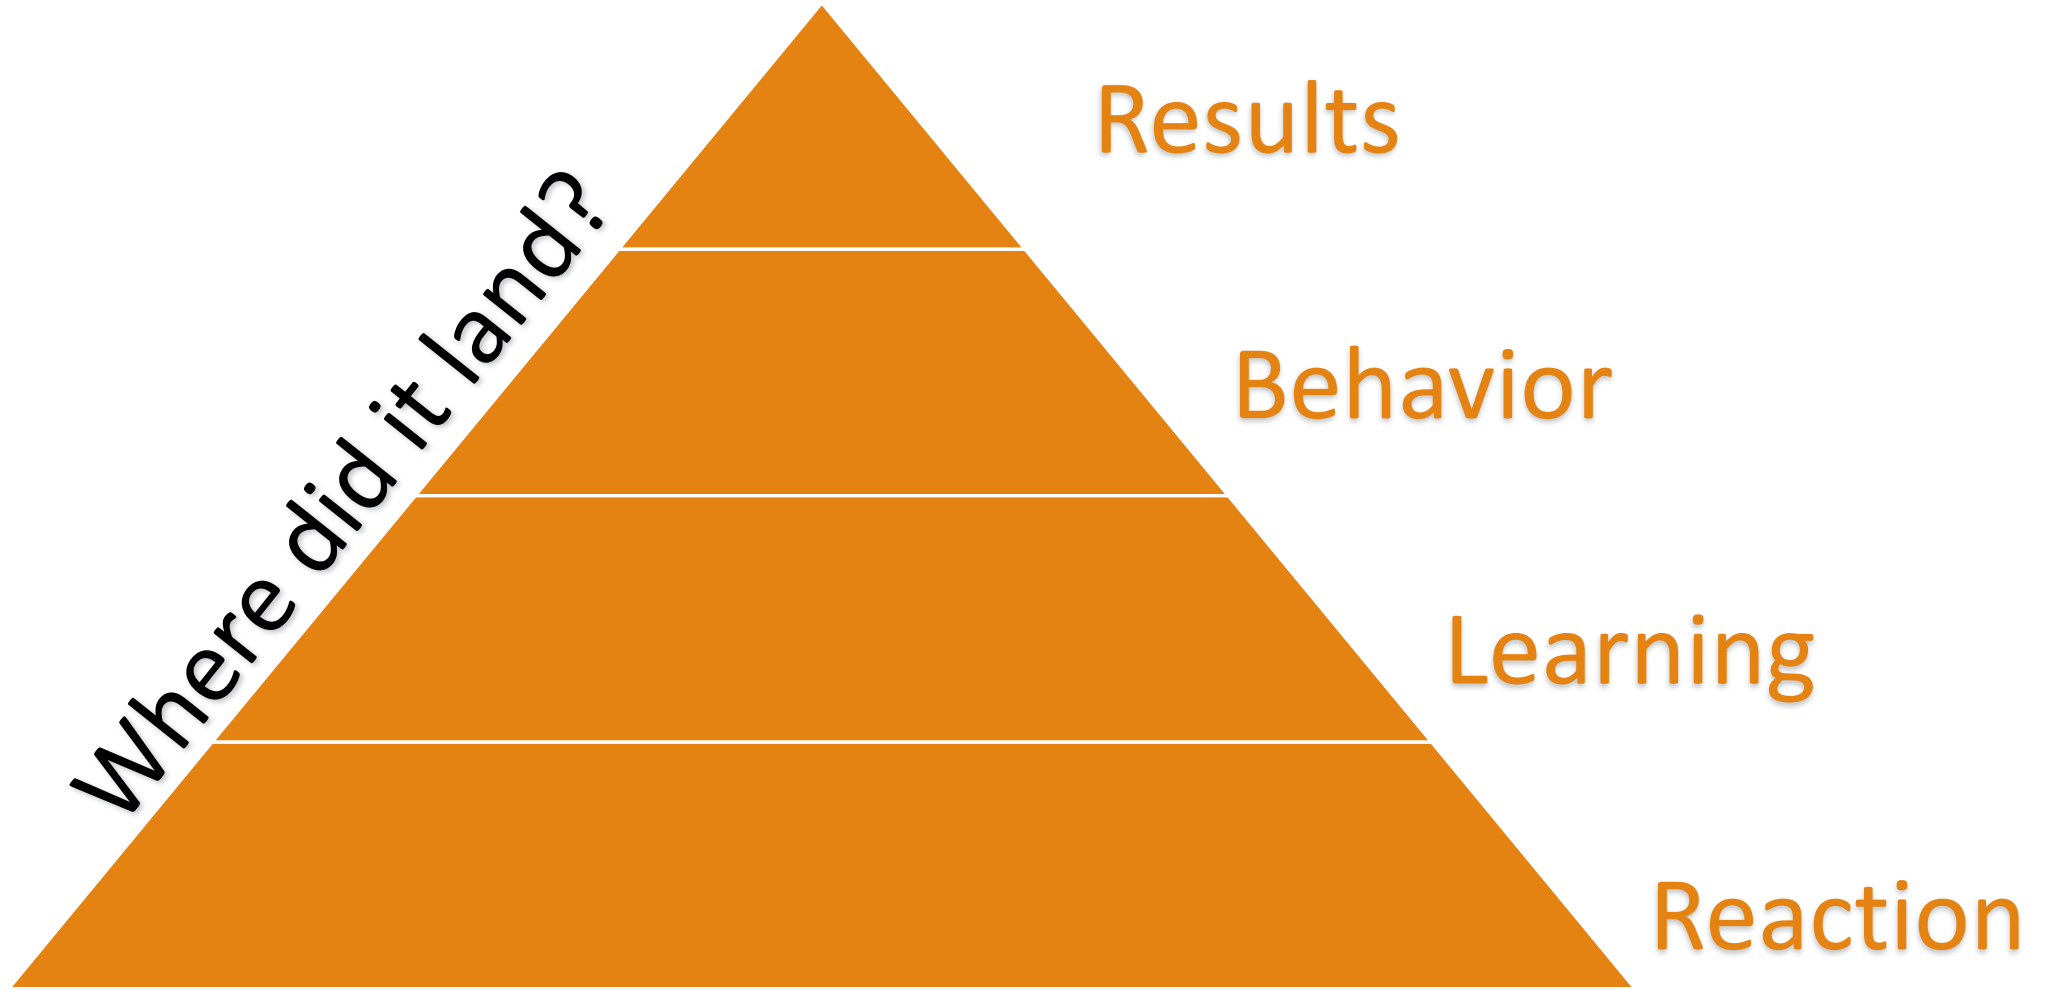 Where did it land?
Results
Behavior
Learning
Reaction